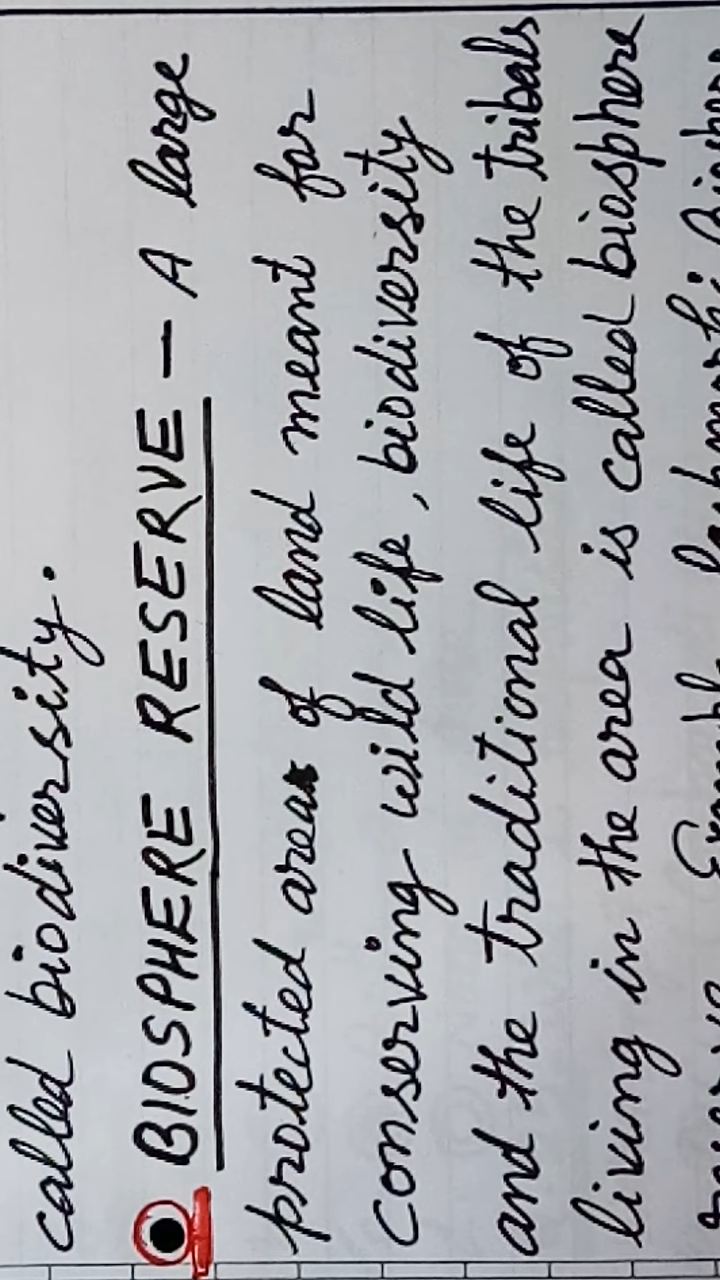 called biodiversity.
BIOSPHERE RESERVE — A large
protected area of land meant for
conserving wild life, biodiversity
and the traditional life of the tribals
living in the area is called biosphere